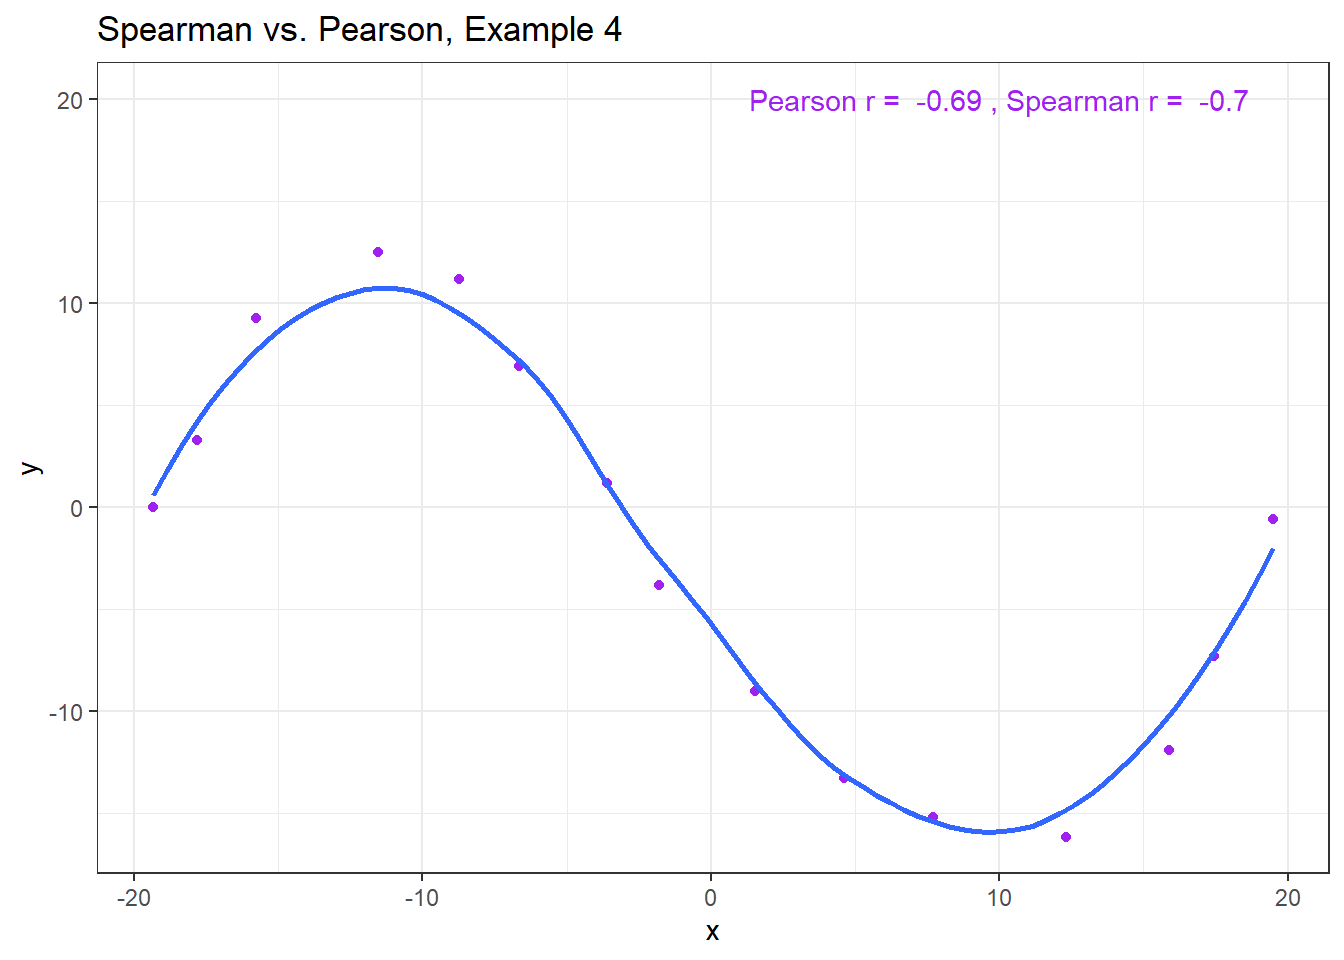 Spearman vs. Pearson, Example 4
Pearson r =  -0.69 , Spearman r =  -0.7
20
10
0
-10
y
-20 -10 0 10 20
x